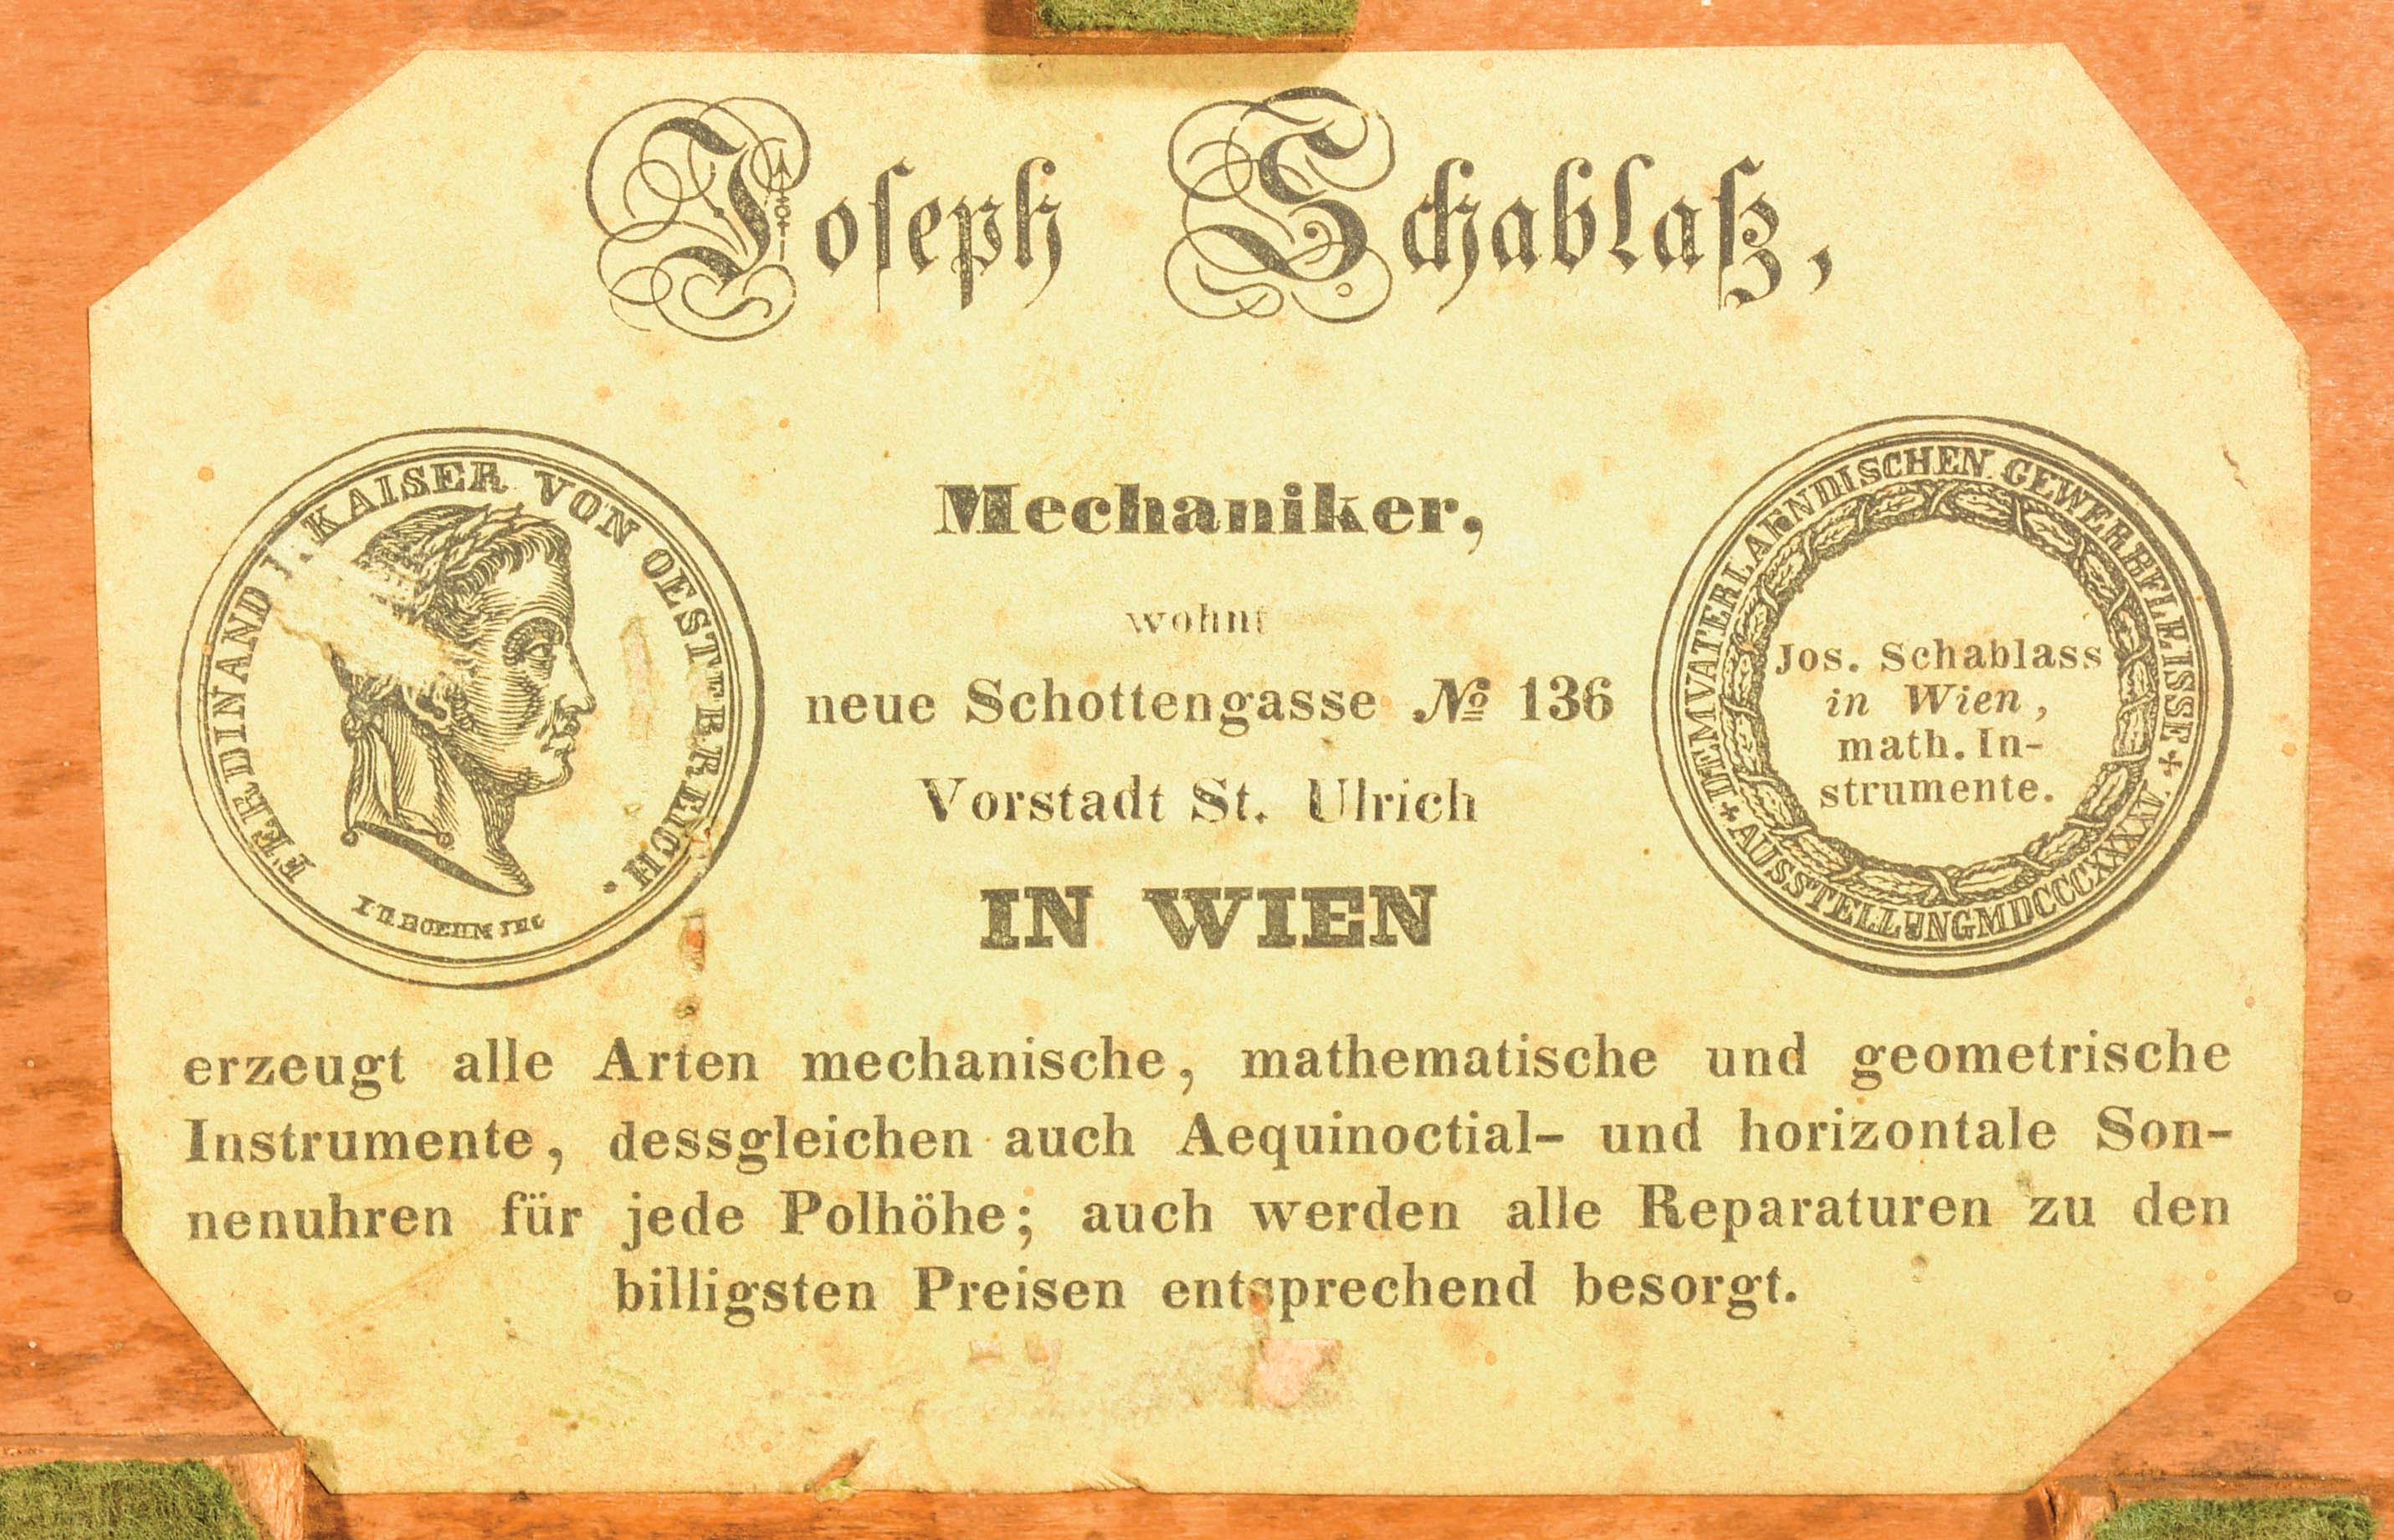 Joseph Schablaß,
FERDINAND I. KAISER VON OESTERREICH.
I.D. BOEHM FEC
Mechaniker,
wohnt
neue Schottengasse № 136
Vorstadt St. Ulrich
IN WIEN
DEM VATERLAENDISCHEN GEWERBFLEISSE
AUSSTELLUNG MDCCCXXXXV.
Jos. Schablass
in Wien,
math. In-
strumente.
erzeugt alle Arten mechanische, mathematische und geometrische
Instrumente, dessgleichen auch Aequinoctial- und horizontale Son-
nenuhren für jede Polhöhe; auch werden alle Reparaturen zu den
billigsten Preisen entsprechend besorgt.